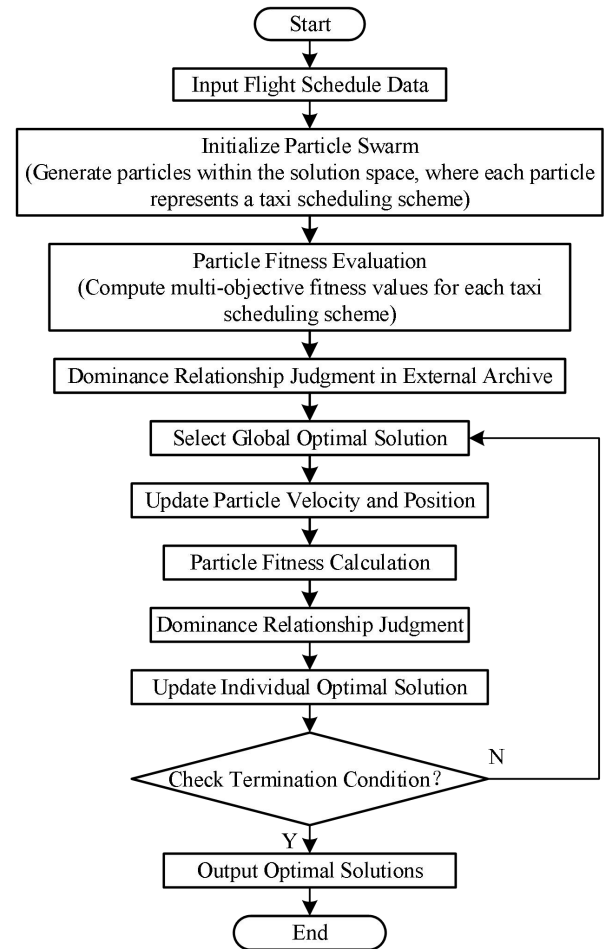 Start
Input Flight Schedule Data
Initialize Particle Swarm
(Generate particles within the solution space, where each particle
represents a taxi scheduling scheme)
Particle Fitness Evaluation
(Compute multi-objective fitness values for each taxi
scheduling scheme)
Dominance Relationship Judgment in External Archive
Select Global Optimal Solution
Update Particle Velocity and Position
Particle Fitness Calculation
Dominance Relationship Judgment
Update Individual Optimal Solution
N
Check Termination Condition?
Y
Output Optimal Solutions
End